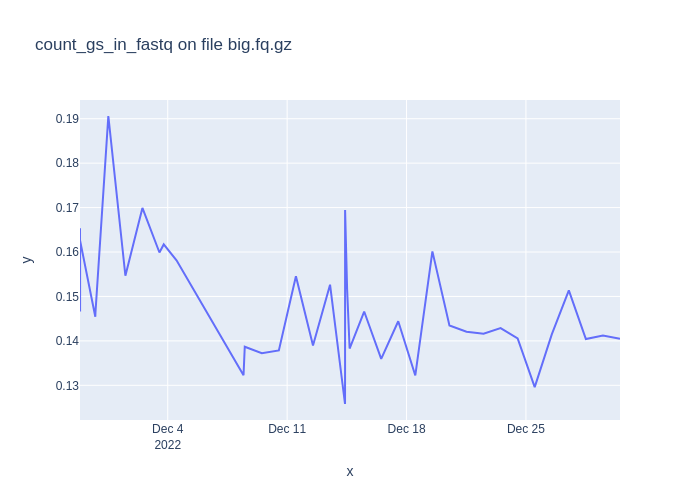 count_gs_in_fastq on file big.fq.gz
0.19
0.18
0.17
0.16
0.15
0.14
0.13
y
Dec 4
2022
Dec 11
Dec 18
Dec 25
x